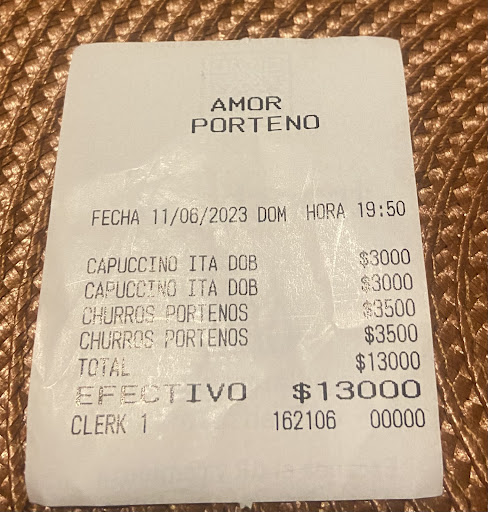 AMOR
PORTENO
FECHA 11/06/2023 DOM HORA 19:50
CAPUCCINO ITA DOB $3000
CAPUCCINO ITA DOB $3000
CHURROS PORTENOS $3500
CHURROS PORTENOS $3500
TOTAL $13000
EFECTIVO $13000
CLERK 1 162106 00000